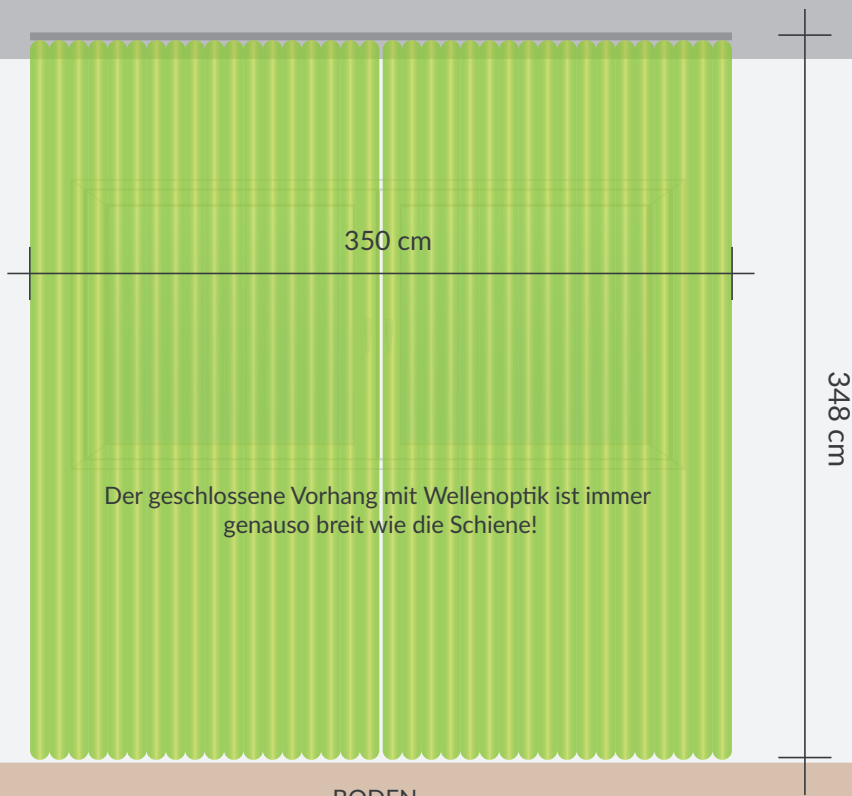 350 cm
348 cm
Der geschlossene Vorhang mit Wellenoptik ist immer
genauso breit wie die Schiene!
BODEN